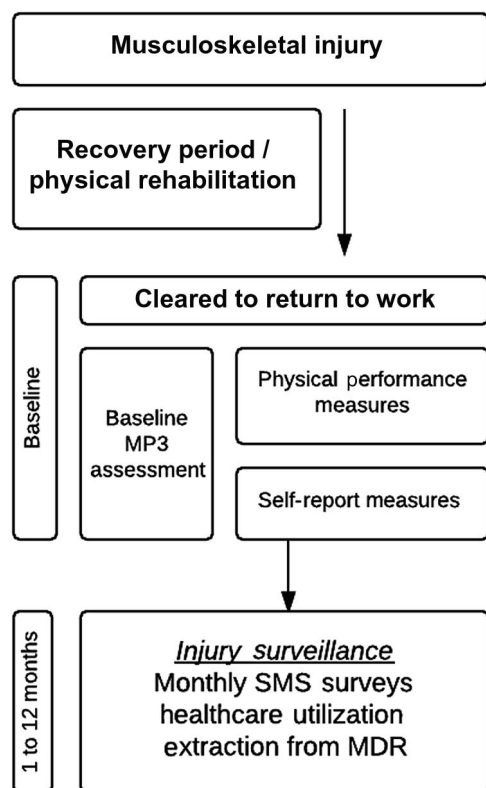 Musculoskeletal injury
Recovery period /
physical rehabilitation
Cleared to return to work
Baseline
Baseline
MP3
assessment
Physical performance
measures
Self-report measures
1 to 12 months
Injury surveillance
Monthly SMS surveys
healthcare utilization
extraction from MDR